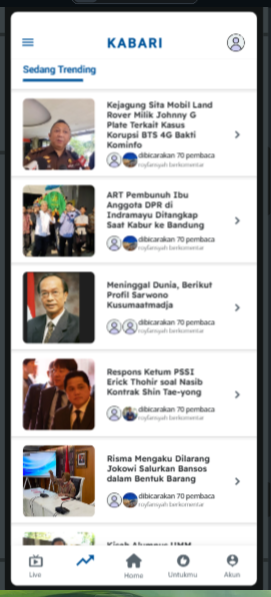 KABARI
Sedang Trending
Kejagung Sita Mobil Land
Rover Milik Johnny G
Plate Terkait Kasus
Korupsi BTS 4G Bakti
Kominfo
dibicarakan 70 pembaca
royfansyah berkomentar
ART Pembunuh Ibu
Anggota DPR di
Indramayu Ditangkap
Saat Kabur ke Bandung
dibicarakan 70 pembaca
royfansyah berkomentar
Meninggal Dunia, Berikut
Profil Sarwono
Kusumaatmadja
dibicarakan 70 pembaca
royfansyah berkomentar
Respons Ketum PSSI
Erick Thohir soal Nasib
Kontrak Shin Tae-yong
dibicarakan 70 pembaca
royfansyah berkomentar
Risma Mengaku Dilarang
Jokowi Salurkan Bansos
dalam Bentuk Barang
dibicarakan 70 pembaca
royfansyah berkomentar
Live
Home
Untukmu
Akun